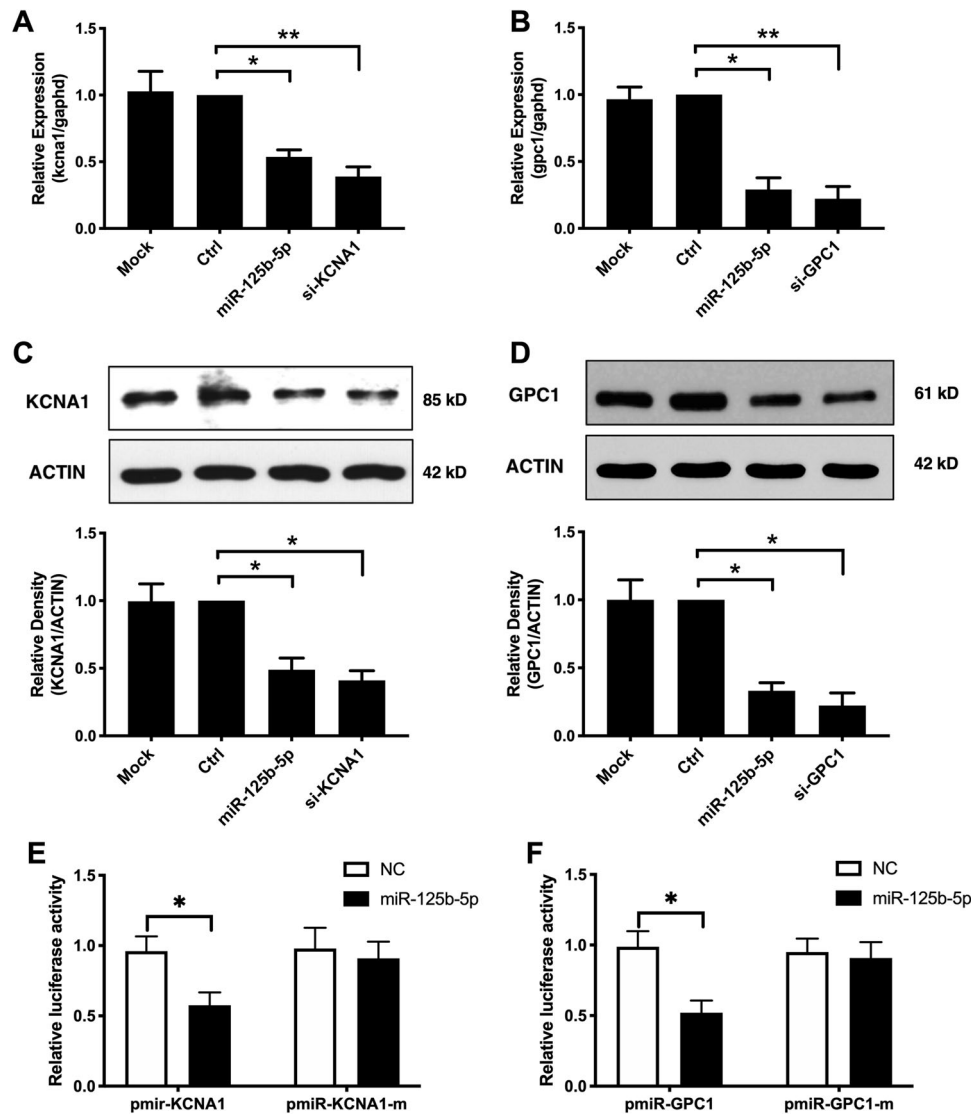 A
Relative Expression
(kcna1/gaphd)
1.5
1.0
0.5
0.0
**
*
Mock
Ctrl
miR-125b-5p
si-KCNA1
B
Relative Expression
(gpc1/gaphd)
1.5
1.0
0.5
0.0
**
*
Mock
Ctrl
miR-125b-5p
si-GPC1
C
KCNA1
85 kD
ACTIN
42 kD
Relative Density
(KCNA1/ACTIN)
1.5
1.0
0.5
0.0
*
*
Mock
Ctrl
miR-125b-5p
si-KCNA1
D
GPC1
61 kD
ACTIN
42 kD
Relative Density
(GPC1/ACTIN)
1.5
1.0
0.5
0.0
*
*
Mock
Ctrl
miR-125b-5p
si-GPC1
E
Relative luciferase activity
1.5
1.0
0.5
0.0
NC
miR-125b-5p
*
pmir-KCNA1
pmiR-KCNA1-m
F
Relative luciferase activity
1.5
1.0
0.5
0.0
NC
miR-125b-5p
*
pmiR-GPC1
pmiR-GPC1-m